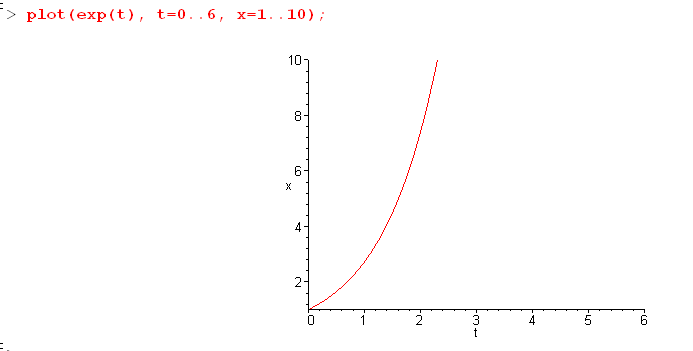 > plot(exp(t), t=0..6, x=1..10);
10
8
6
x
4
2
0 1 2 3 4 5 6
t